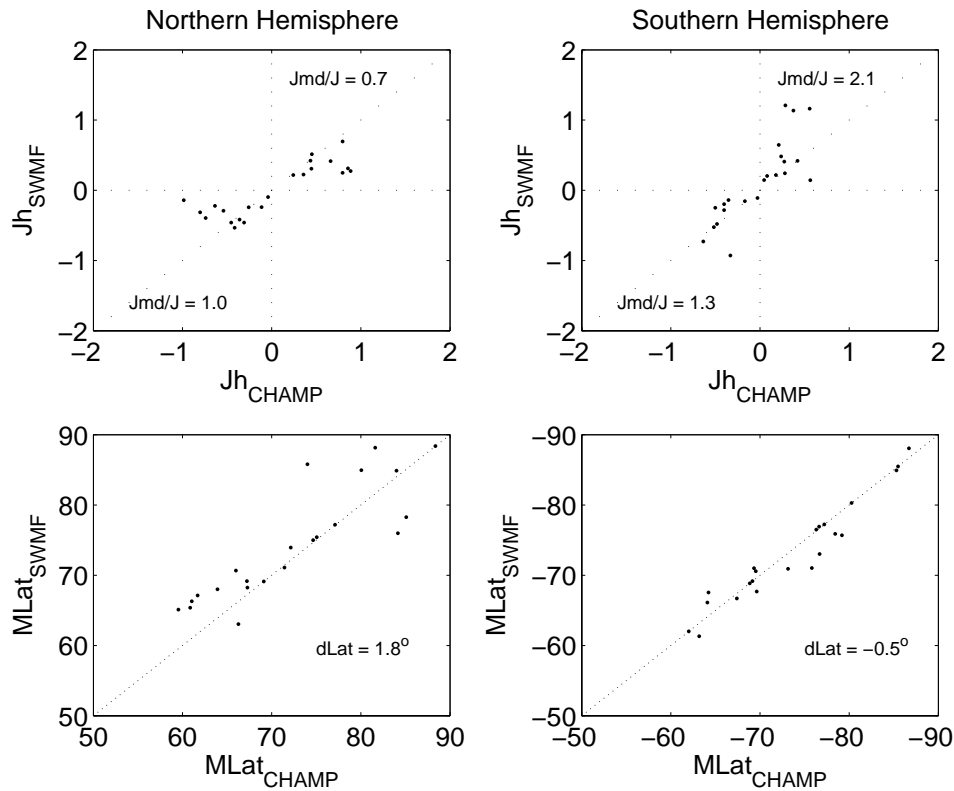 Northern Hemisphere
Jh_SWMF
2
1
0
−1
−2
Jmd/J = 0.7
Jmd/J = 1.0
−2 −1 0 1 2
Jh_CHAMP
Southern Hemisphere
Jh_SWMF
2
1
0
−1
−2
Jmd/J = 2.1
Jmd/J = 1.3
−2 −1 0 1 2
Jh_CHAMP
MLat_SWMF
90
80
70
60
50
dLat = 1.8°
50 60 70 80 90
MLat_CHAMP
MLat_SWMF
−90
−80
−70
−60
−50
dLat = −0.5°
−50 −60 −70 −80 −90
MLat_CHAMP